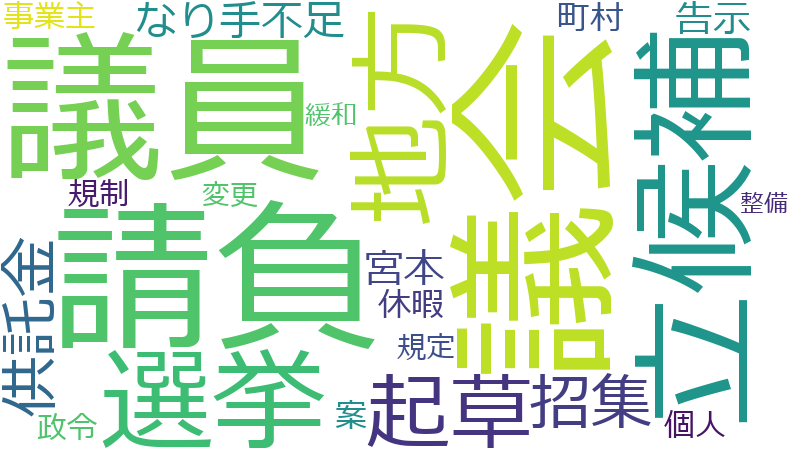 事業主
なり手不足
町村
告示
議員
緩和
地方
議会
立候補
規制
変更
整備
請負
供託金
宮本
休暇
規定
選挙
起草
招集
政令
案
個人